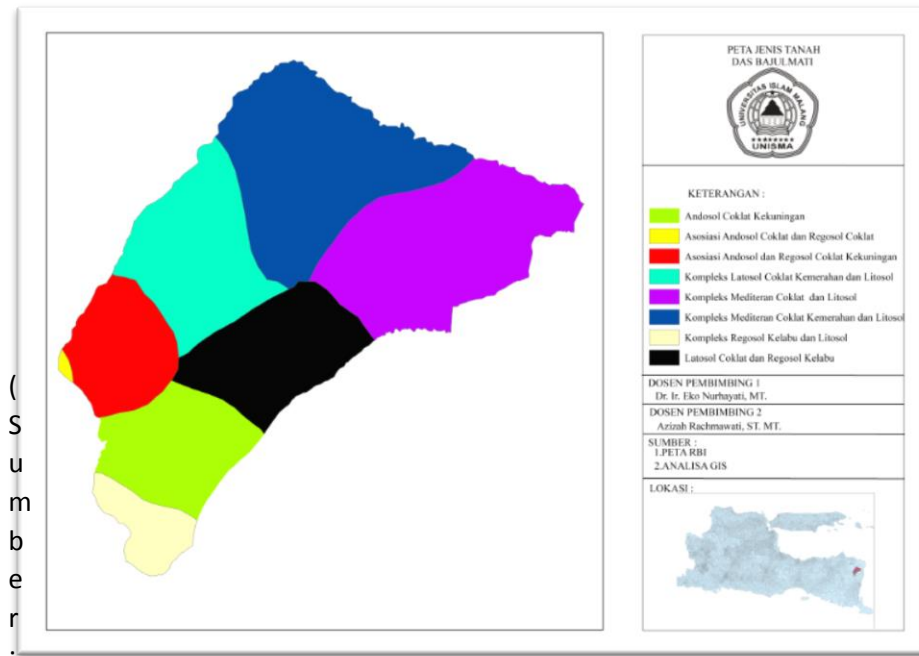 PETA JENIS TANAH
DAS BAJULMATI
UNIVERSITAS ISLAM MALANG
UNISMA
KETERANGAN :
Andosol Coklat Kekuningan
Asosiasi Andosol Coklat dan Regosol Coklat
Asosiasi Andosol dan Regosol Coklat Kekuningan
Kompleks Latosol Coklat Kemerahan dan Litosol
Kompleks Mediteran Coklat dan Litosol
Kompleks Mediteran Coklat Kemerahan dan Litosol
Kompleks Regosol Kelabu dan Litosol
Latosol Coklat dan Regosol Kelabu
DOSEN PEMBIMBING 1
Dr. Ir. Eko Nurhayati, MT.
DOSEN PEMBIMBING 2
Azizah Rachmawati, ST. MT.
SUMBER :
1.PETA RBI
2.ANALISA GIS
LOKASI :
(
S
u
m
b
e
r
: